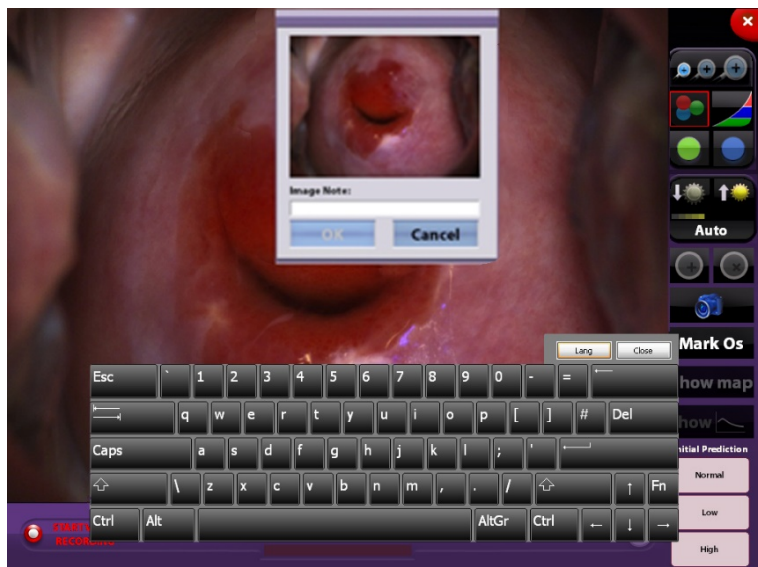 Image Note:
OK
Cancel
Auto
Mark Os
how map
how
nitial Prediction
Normal
Low
High
Lang
Close
Esc ` 1 2 3 4 5 6 7 8 9 0 - =
q w e r t y u i o p [ ] # Del
Caps a s d f g h j k l ; '
\ z x c v b n m , . / Fn
Ctrl Alt AltGr Ctrl
RECOR